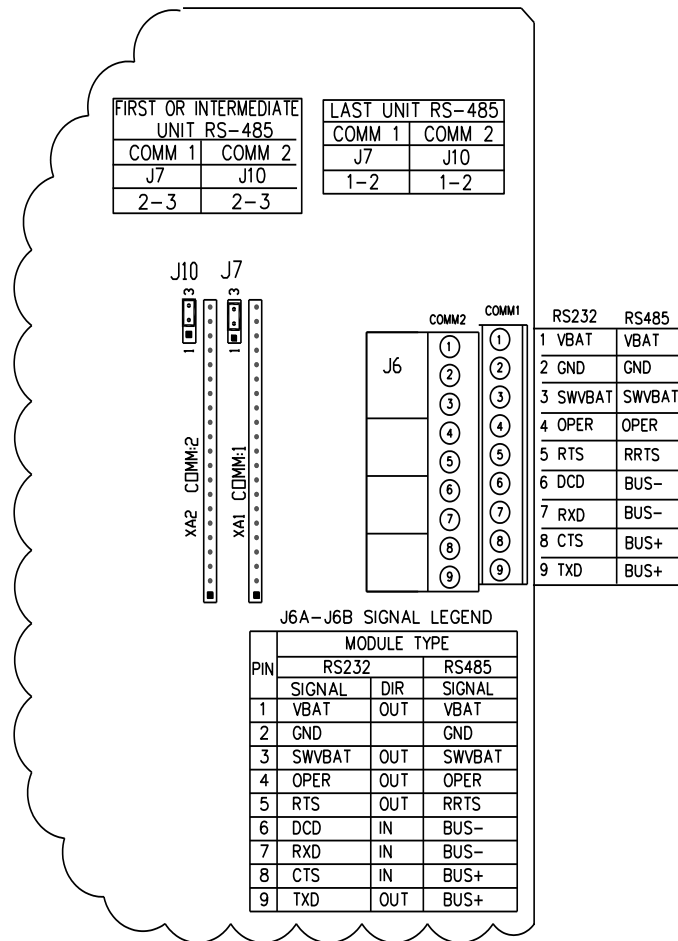 FIRST OR INTERMEDIATE
UNIT RS-485
COMM 1 COMM 2
J7 J10
2-3 2-3
LAST UNIT RS-485
COMM 1 COMM 2
J7 J10
1-2 1-2
J10 J7
3 3
1 1
XA2 COMM:2
XA1 COMM:1
COMM2 COMM1
J6
1 1
2 2
3 3
4 4
5 5
6 6
7 7
8 8
9 9
RS232 RS485
1 VBAT VBAT
2 GND GND
3 SWVBAT SWVBAT
4 OPER OPER
5 RTS RRTS
6 DCD BUS-
7 RXD BUS-
8 CTS BUS+
9 TXD BUS+
J6A-J6B SIGNAL LEGEND
PIN MODULE TYPE
RS232 RS485
SIGNAL DIR SIGNAL
1 VBAT OUT VBAT
2 GND GND
3 SWVBAT OUT SWVBAT
4 OPER OUT OPER
5 RTS OUT RRTS
6 DCD IN BUS-
7 RXD IN BUS-
8 CTS IN BUS+
9 TXD OUT BUS+